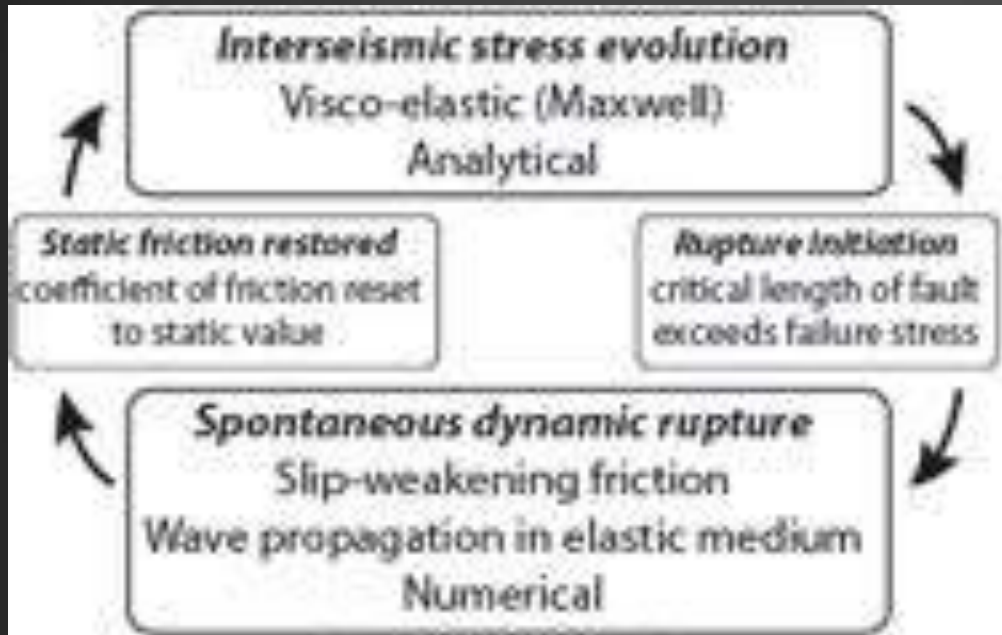 Interseismic stress evolution
Visco-elastic (Maxwell)
Analytical
Static friction restored
coefficient of friction reset
to static value
Rupture initiation
critical length of fault
exceeds failure stress
Spontaneous dynamic rupture
Slip-weakening friction
Wave propagation in elastic medium
Numerical